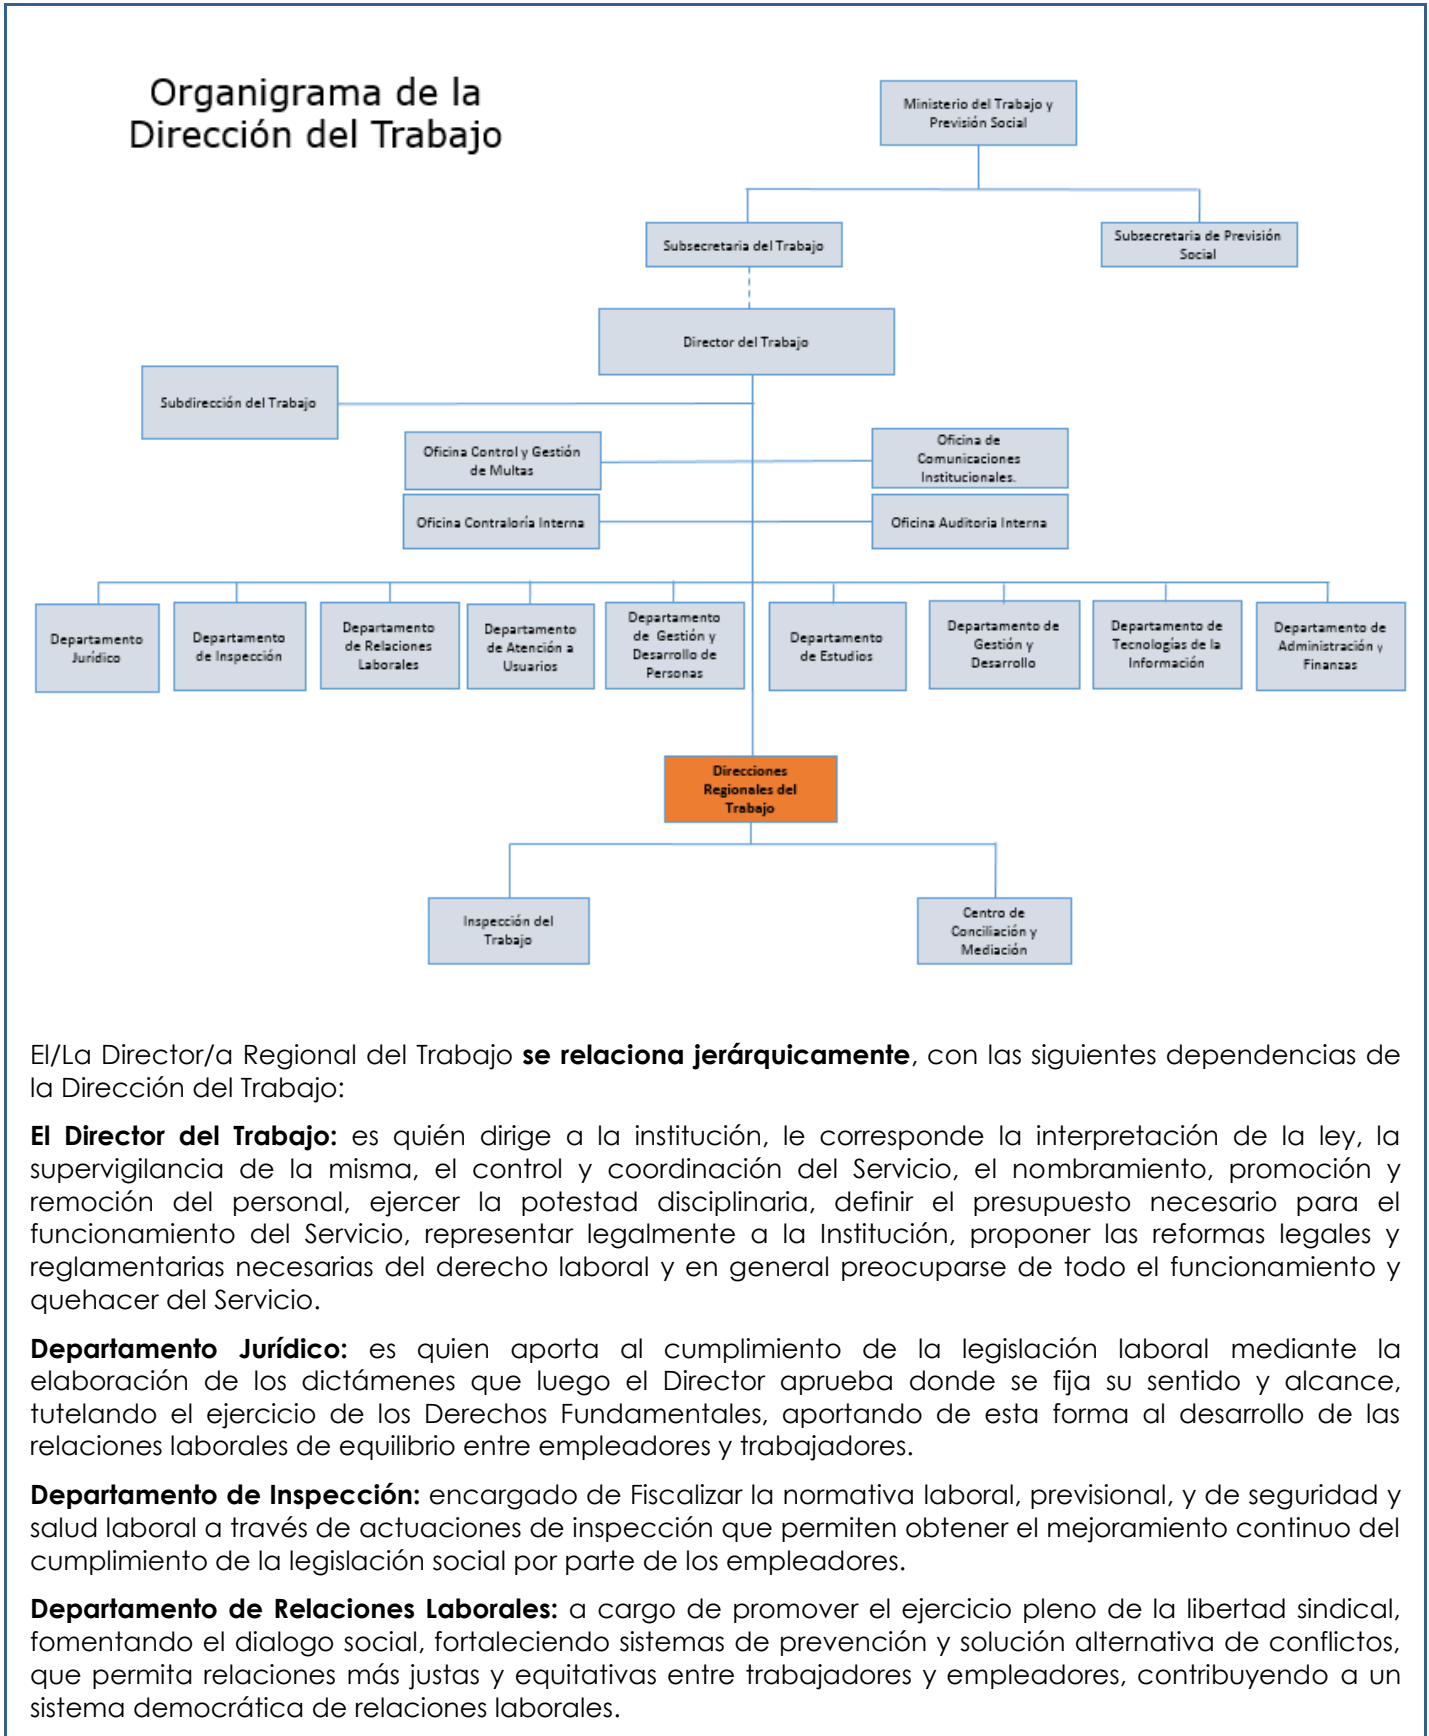 Organigrama de la
Dirección del Trabajo
Ministerio del Trabajo y
Previsión Social
Subsecretaria del Trabajo
Subsecretaria de Previsión
Social
Director del Trabajo
Subdirección del Trabajo
Oficina Control y Gestión
de Multas
Oficina de
Comunicaciones
Institucionales.
Oficina Contraloría Interna
Oficina Auditoria Interna
Departamento
Jurídico
Departamento
de Inspección
Departamento
de Relaciones
Laborales
Departamento
de Atención a
Usuarios
Departamento
de Gestión y
Desarrollo de
Personas
Departamento
de Estudios
Departamento de
Gestión y
Desarrollo
Departamento de
Tecnologías de la
Información
Departamento de
Administración y
Finanzas
Direcciones
Regionales del
Trabajo
Inspección del
Trabajo
Centro de
Conciliación y
Mediación
El/La Director/a Regional del Trabajo se relaciona jerárquicamente, con las siguientes dependencias de
la Dirección del Trabajo:
El Director del Trabajo: es quién dirige a la institución, le corresponde la interpretación de la ley, la
supervigilancia de la misma, el control y coordinación del Servicio, el nombramiento, promoción y
remoción del personal, ejercer la potestad disciplinaria, definir el presupuesto necesario para el
funcionamiento del Servicio, representar legalmente a la Institución, proponer las reformas legales y
reglamentarias necesarias del derecho laboral y en general preocuparse de todo el funcionamiento y
quehacer del Servicio.
Departamento Jurídico: es quien aporta al cumplimiento de la legislación laboral mediante la
elaboración de los dictámenes que luego el Director aprueba donde se fija su sentido y alcance,
tutelando el ejercicio de los Derechos Fundamentales, aportando de esta forma al desarrollo de las
relaciones laborales de equilibrio entre empleadores y trabajadores.
Departamento de Inspección: encargado de Fiscalizar la normativa laboral, previsional, y de seguridad y
salud laboral a través de actuaciones de inspección que permiten obtener el mejoramiento continuo del
cumplimiento de la legislación social por parte de los empleadores.
Departamento de Relaciones Laborales: a cargo de promover el ejercicio pleno de la libertad sindical,
fomentando el dialogo social, fortaleciendo sistemas de prevención y solución alternativa de conflictos,
que permita relaciones más justas y equitativas entre trabajadores y empleadores, contribuyendo a un
sistema democrática de relaciones laborales.